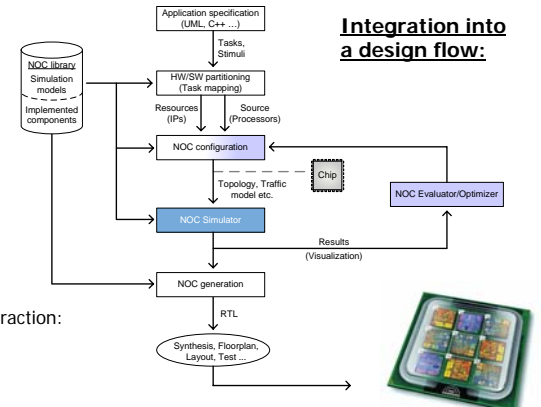 Application specification
(UML, C++ ...)
Integration into
a design flow:
Tasks,
Stimuli
NOC library
Simulation
models
Implemented
components
HW/SW partitioning
(Task mapping)
Resources
(IPs)
Source
(Processors)
NOC configuration
Chip
Topology, Traffic
model etc.
NOC Evaluator/Optimizer
NOC Simulator
Results
(Visualization)
NOC generation
raction:
RTL
Synthesis, Floorplan,
Layout, Test ...